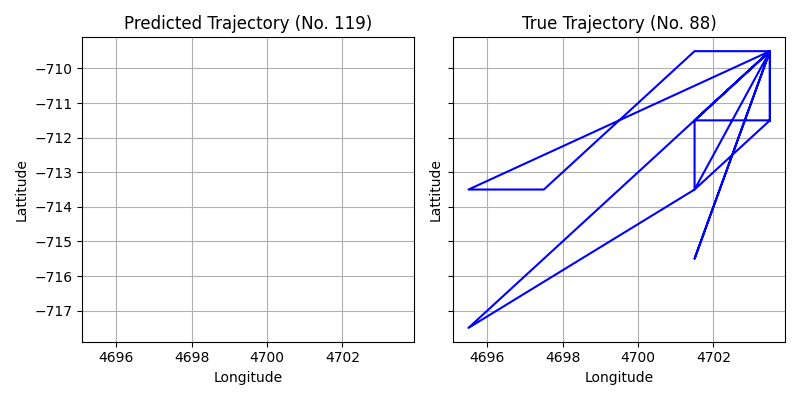 Predicted Trajectory (No. 119)
−710
−711
−712
−713
−714
−715
−716
−717
Lattitude
4696 4698 4700 4702
Longitude
True Trajectory (No. 88)
Lattitude
4696 4698 4700 4702
Longitude